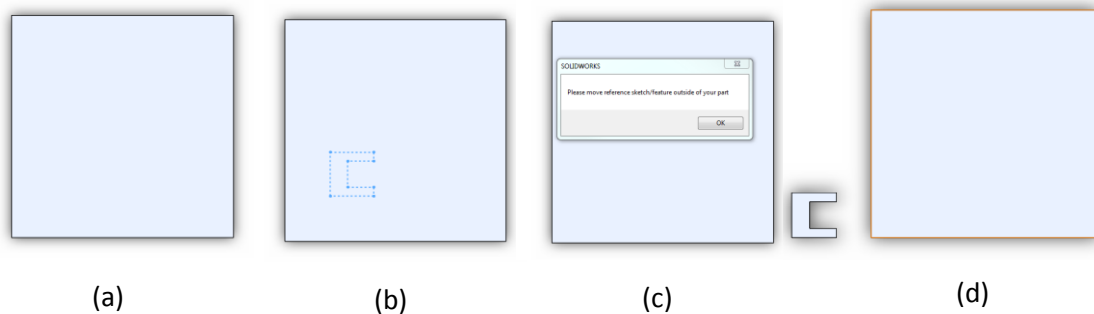 SOLIDWORKS
Please move reference sketch/feature outside of your part
OK
(a)
(b)
(c)
(d)